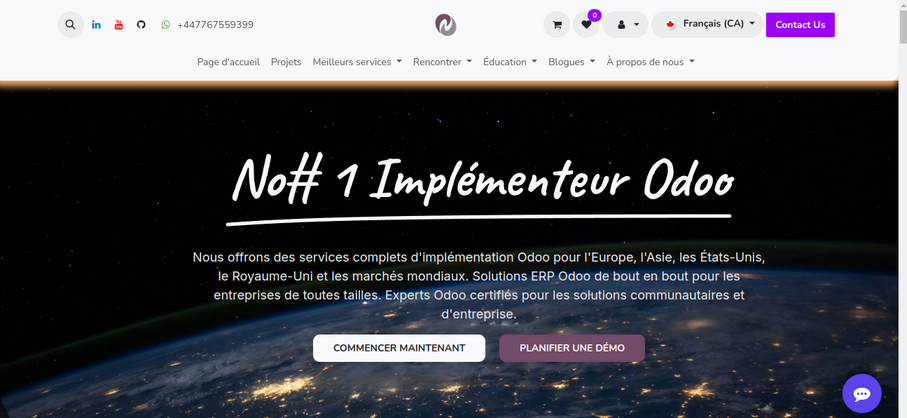 +447767559399
0
Français (CA)
Contact Us
Page d'accueil
Projets
Meilleurs services
Rencontrer
Éducation
Blogues
À propos de nous
No# 1 Implémenteur Odoo
Nous offrons des services complets d'implémentation Odoo pour l'Europe, l'Asie, les États-Unis,
le Royaume-Uni et les marchés mondiaux. Solutions ERP Odoo de bout en bout pour les
entreprises de toutes tailles. Experts Odoo certifiés pour les solutions communautaires et
d'entreprise.
COMMENCER MAINTENANT
PLANIFIER UNE DÉMO